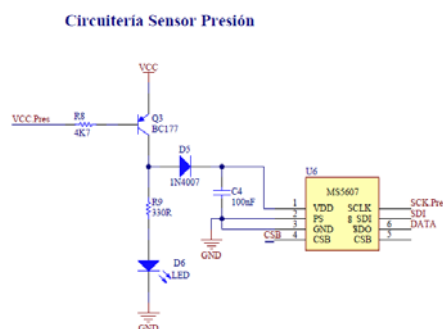 Circuitería Sensor Presión
VCC
VCC.Pres
R8
4K7
Q3
BC177
D5
1N4007
U6
MS5607
C4
100nF
R9
330R
1 VDD SCLK SCK.Pre
2 PS SDI SDI
3 GND SDO 6 DATA
CSB 4 CSB CSB 5
GND
D6
LED
GND